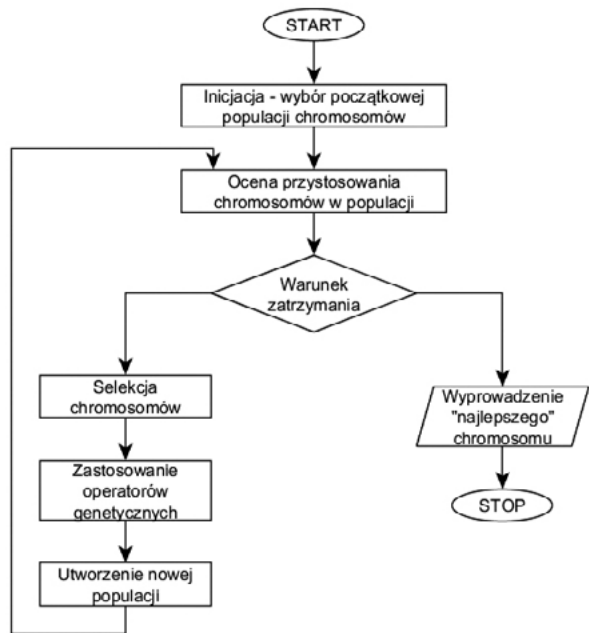 START
Inicjacja - wybór początkowej
populacji chromosomów
Ocena przystosowania
chromosomów w populacji
Warunek
zatrzymania
Selekcja
chromosomów
Zastosowanie
operatorów
genetycznych
Utworzenie nowej
populacji
Wyprowadzenie
"najlepszego"
chromosomu
STOP